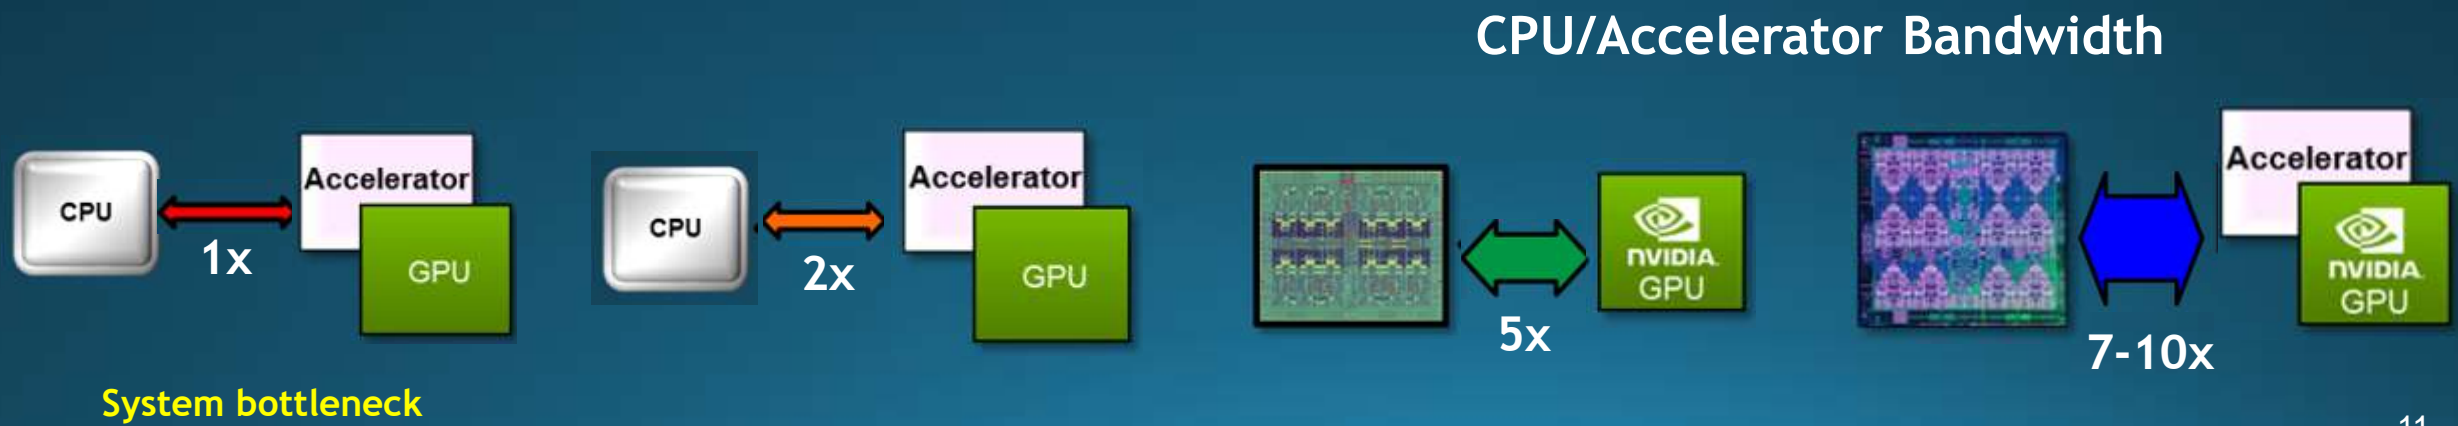 CPU/Accelerator Bandwidth
CPU
1x
Accelerator
GPU
CPU
2x
Accelerator
GPU
5x
NVIDIA.
GPU
7-10x
Accelerator
NVIDIA.
GPU
System bottleneck
11